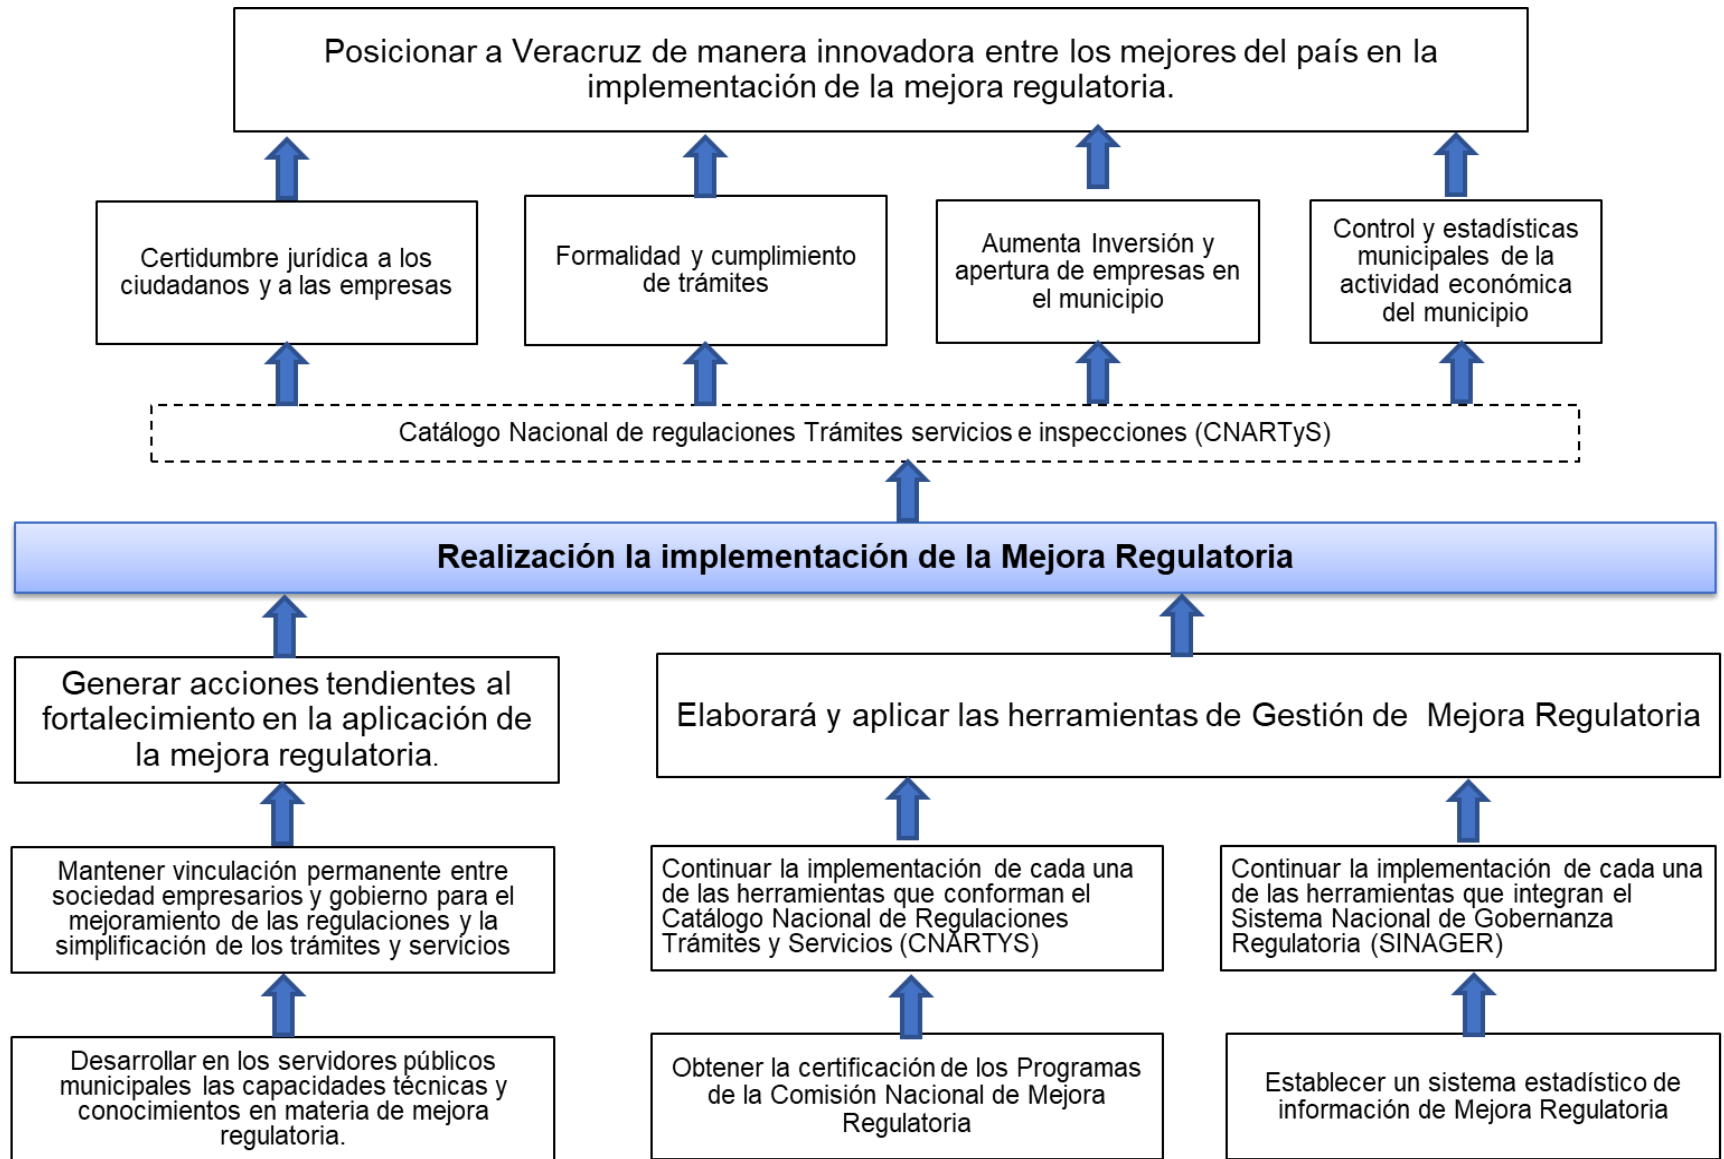 Posicionar a Veracruz de manera innovadora entre los mejores del país en la
implementación de la mejora regulatoria.
Certidumbre jurídica a los
ciudadanos y a las empresas
Formalidad y cumplimiento
de trámites
Aumenta Inversión y
apertura de empresas en
el municipio
Control y estadísticas
municipales de la
actividad económica
del municipio
Catálogo Nacional de regulaciones Trámites servicios e inspecciones (CNARTyS)
Realización la implementación de la Mejora Regulatoria
Generar acciones tendientes al
fortalecimiento en la aplicación de
la mejora regulatoria.
Elaborará y aplicar las herramientas de Gestión de Mejora Regulatoria
Mantener vinculación permanente entre
sociedad empresarios y gobierno para el
mejoramiento de las regulaciones y la
simplificación de los trámites y servicios
Continuar la implementación de cada una
de las herramientas que conforman el
Catálogo Nacional de Regulaciones
Trámites y Servicios (CNARTYS)
Continuar la implementación de cada una
de las herramientas que integran el
Sistema Nacional de Gobernanza
Regulatoria (SINAGER)
Desarrollar en los servidores públicos
municipales las capacidades técnicas y
conocimientos en materia de mejora
regulatoria.
Obtener la certificación de los Programas
de la Comisión Nacional de Mejora
Regulatoria
Establecer un sistema estadístico de
información de Mejora Regulatoria